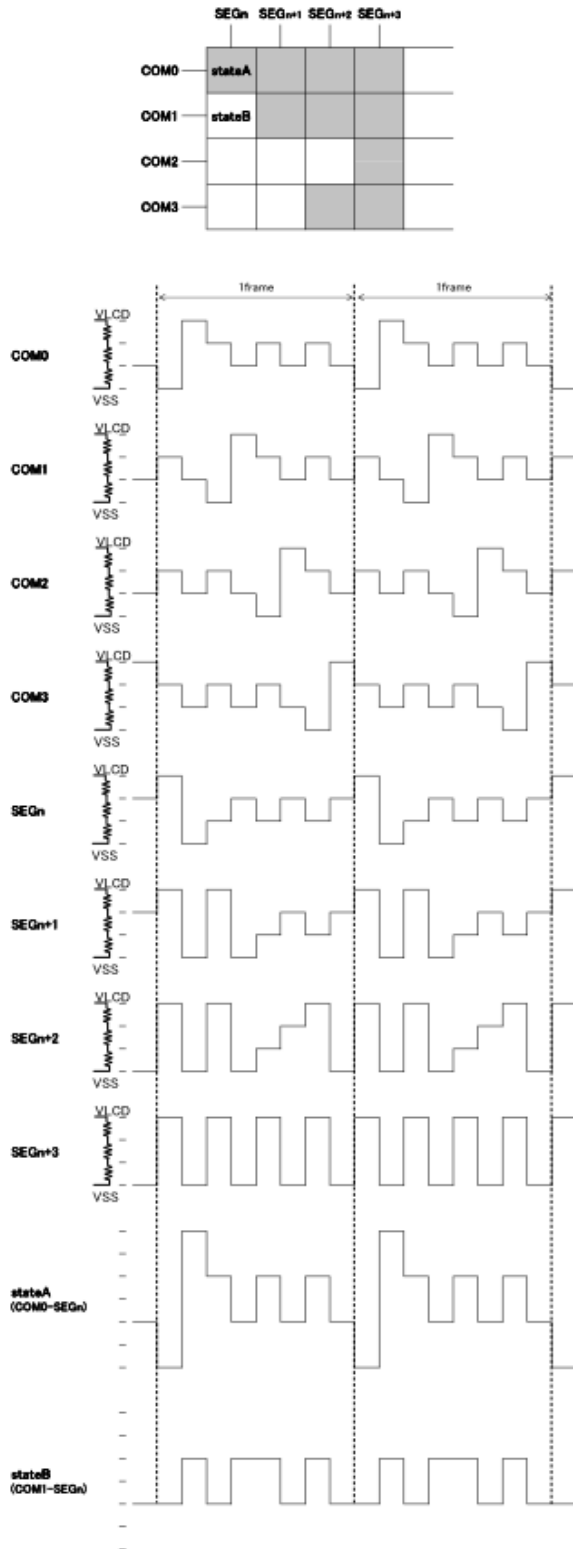 SEGn SEGn+1 SEGn+2 SEGn+3
COM0 stateA
COM1 stateB
COM2
COM3
1frame 1frame
VLCD
COM0
VSS
VLCD
COM1
VSS
VLCD
COM2
VSS
VLCD
COM3
VSS
VLCD
SEGn
VSS
VLCD
SEGn+1
VSS
VLCD
SEGn+2
VSS
VLCD
SEGn+3
VSS
stateA
(COM0-SEGn)
stateB
(COM1-SEGn)